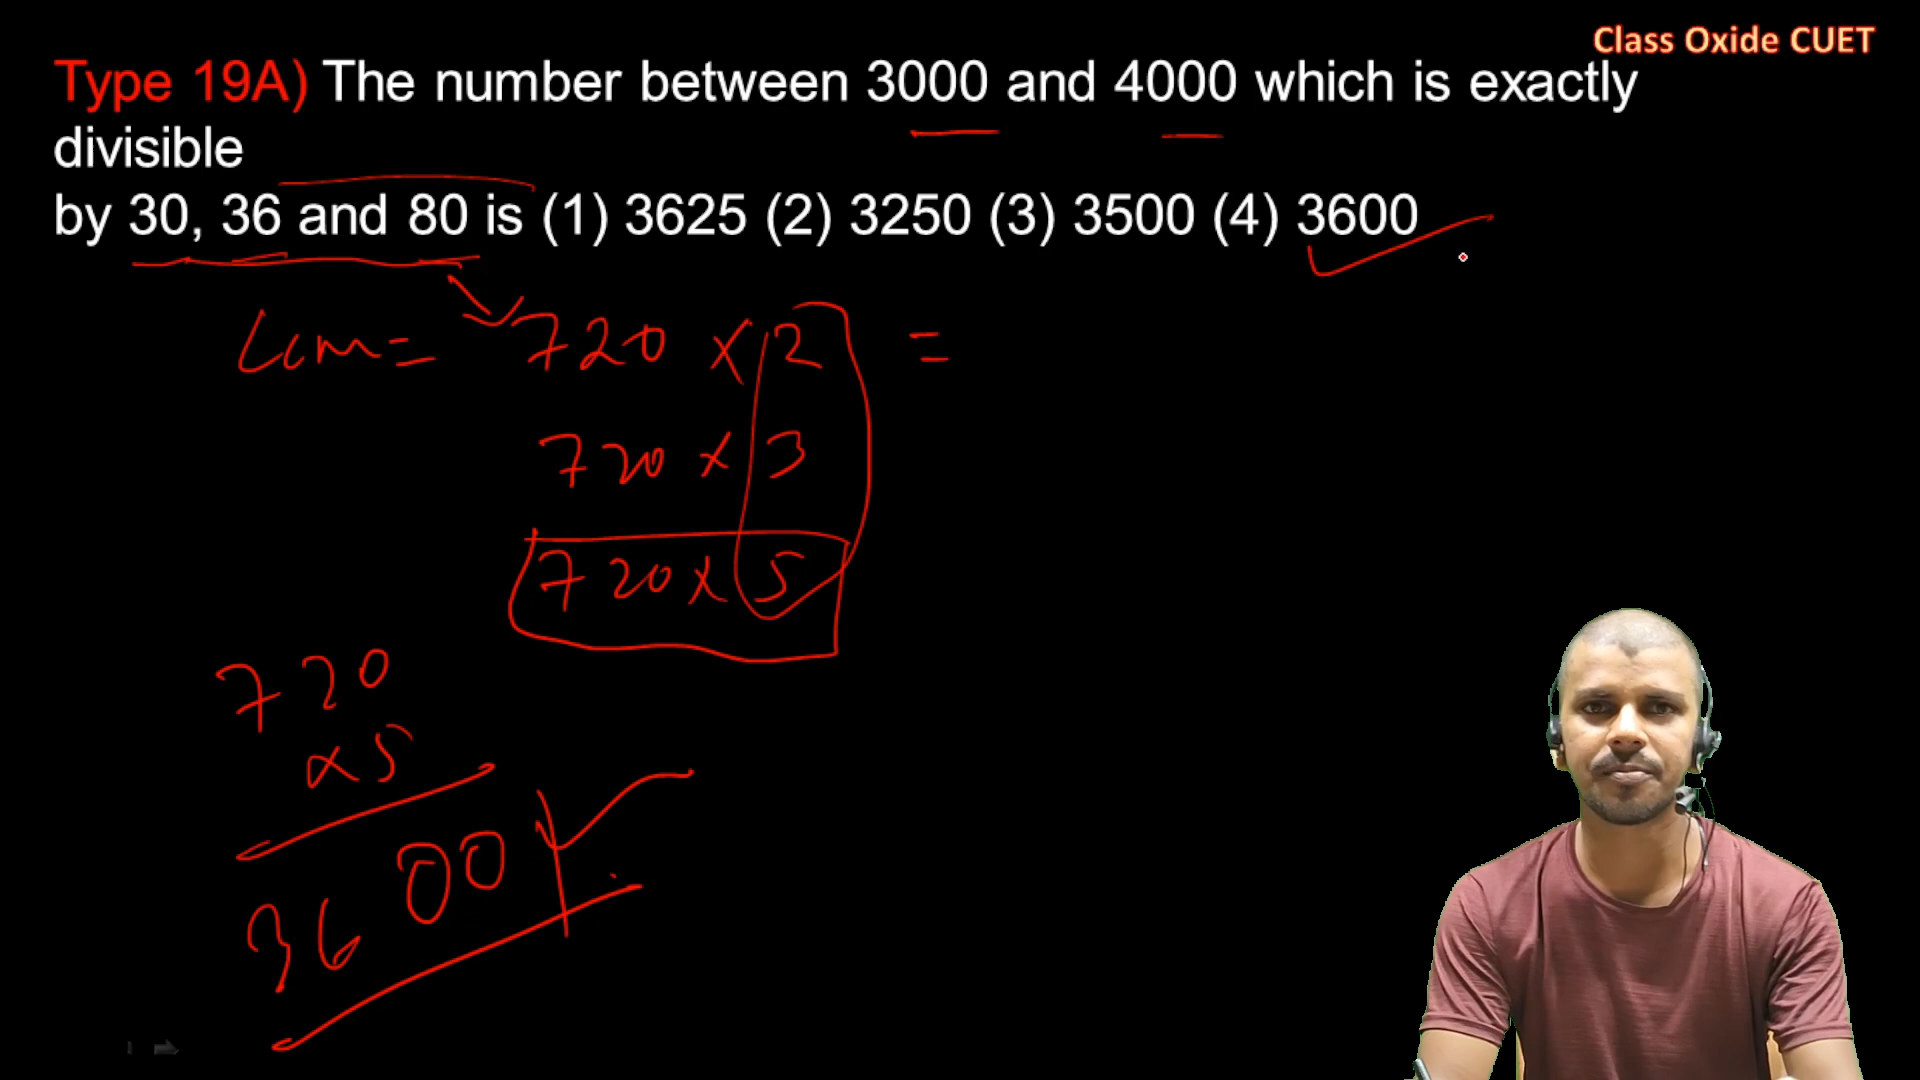 Class Oxide CUET
Type 19A) The number between 3000 and 4000 which is exactly
divisible
by 30, 36 and 80 is (1) 3625 (2) 3250 (3) 3500 (4) 3600
Lcm = 720 x 2 =
720 x 3
720 x 5
720
x 5
3600